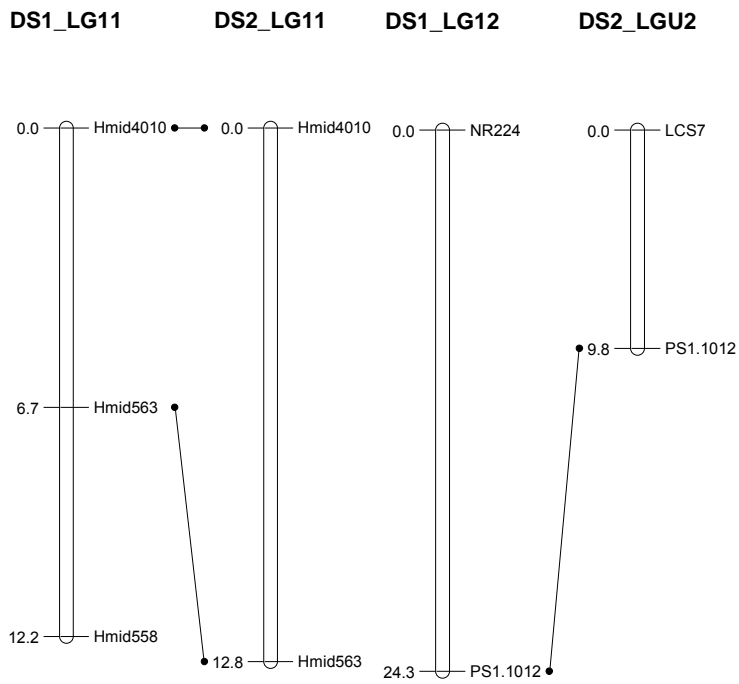 DS1_LG11 DS2_LG11 DS1_LG12 DS2_LGU2
0.0 Hmid4010 0.0 Hmid4010 0.0 NR224 0.0 LCS7
9.8 PS1.1012
6.7 Hmid563
12.2 Hmid558
12.8 Hmid563
24.3 PS1.1012